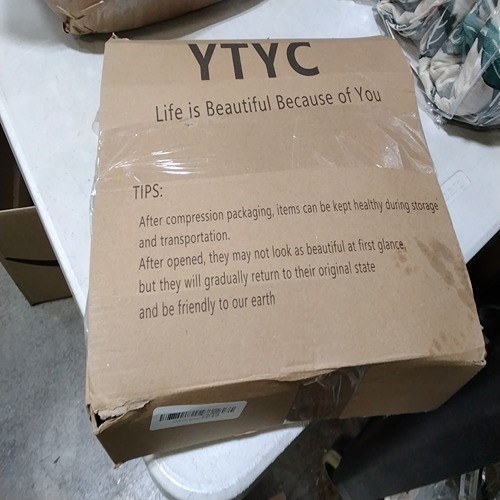 YTYC
Life is Beautiful Because of You
TIPS:
After compression packaging, items can be kept healthy during storage
and transportation.
After opened, they may not look as beautiful at first glance,
but they will gradually return to their original state
and be friendly to our earth